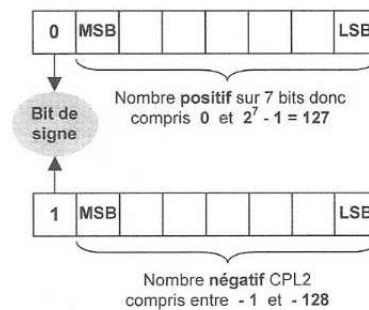 0 MSB LSB
Nombre positif sur 7 bits donc
compris 0 et 2⁷ - 1 = 127
Bit de
signe
1 MSB LSB
Nombre négatif CPL2
compris entre - 1 et - 128